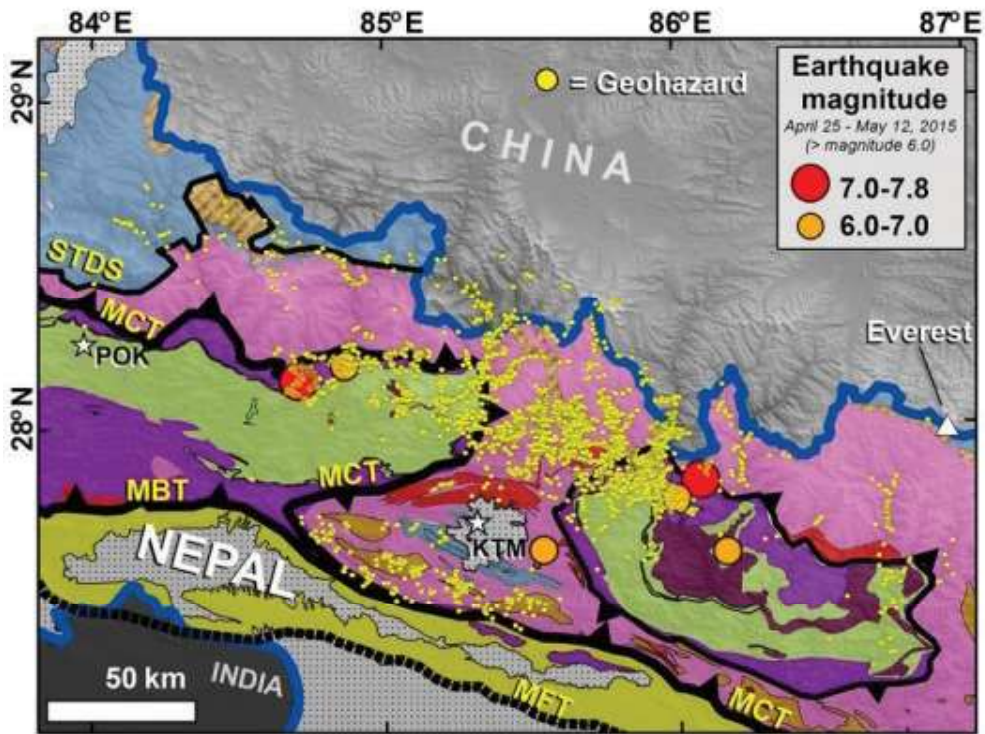 84°E 85°E 86°E 87°E
29°N
28°N
= Geohazard
Earthquake
magnitude
April 25 - May 12, 2015
(> magnitude 6.0)
7.0-7.8
6.0-7.0
CHINA
STDS
MCT
POK
Everest
MCT
MBT
KTM
NEPAL
INDIA
50 km
MFT
MCT